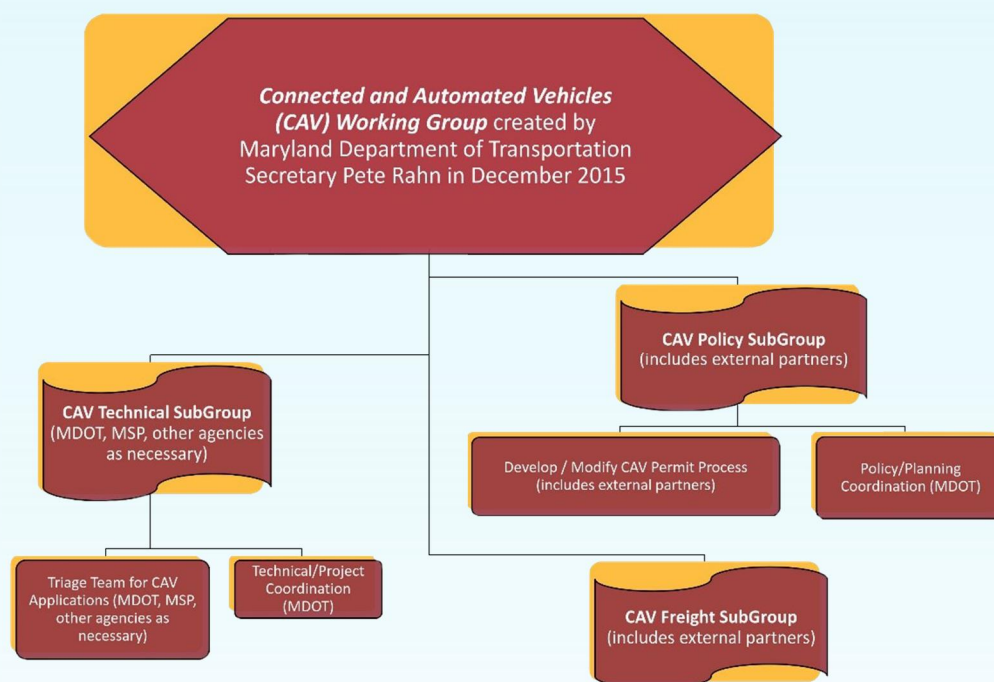 Connected and Automated Vehicles
(CAV) Working Group created by
Maryland Department of Transportation
Secretary Pete Rahn in December 2015
CAV Policy SubGroup
(includes external partners)
CAV Technical SubGroup
(MDOT, MSP, other agencies
as necessary)
Develop / Modify CAV Permit Process
(includes external partners)
Policy/Planning
Coordination (MDOT)
Triage Team for CAV
Applications (MDOT, MSP,
other agencies as
necessary)
Technical/Project
Coordination
(MDOT)
CAV Freight SubGroup
(includes external partners)